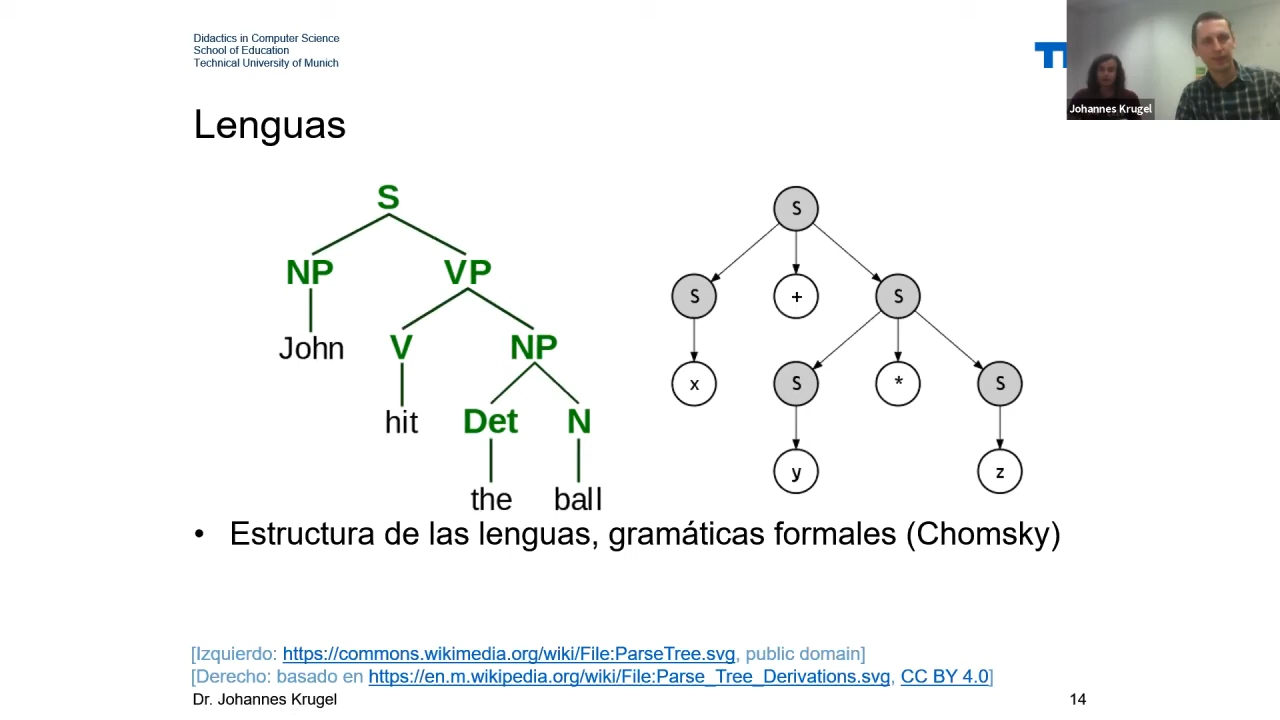 Didactics in Computer Science
School of Education
Technical University of Munich
Johannes Krugel
Lenguas
S
NP VP
John V NP
hit Det N
the ball
S
S + S
x S * S
y z
• Estructura de las lenguas, gramáticas formales (Chomsky)
[Izquierdo: https://commons.wikimedia.org/wiki/File:ParseTree.svg, public domain]
[Derecho: basado en https://en.m.wikipedia.org/wiki/File:Parse_Tree_Derivations.svg, CC BY 4.0]
Dr. Johannes Krugel 14